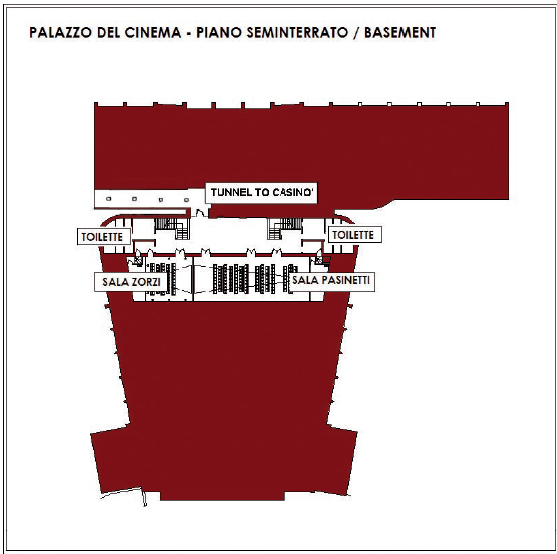 PALAZZO DEL CINEMA - PIANO SEMINTERRATO / BASEMENT
TUNNEL TO CASINO'
TOILETTE
TOILETTE
SALA ZORZI
SALA PASINETTI